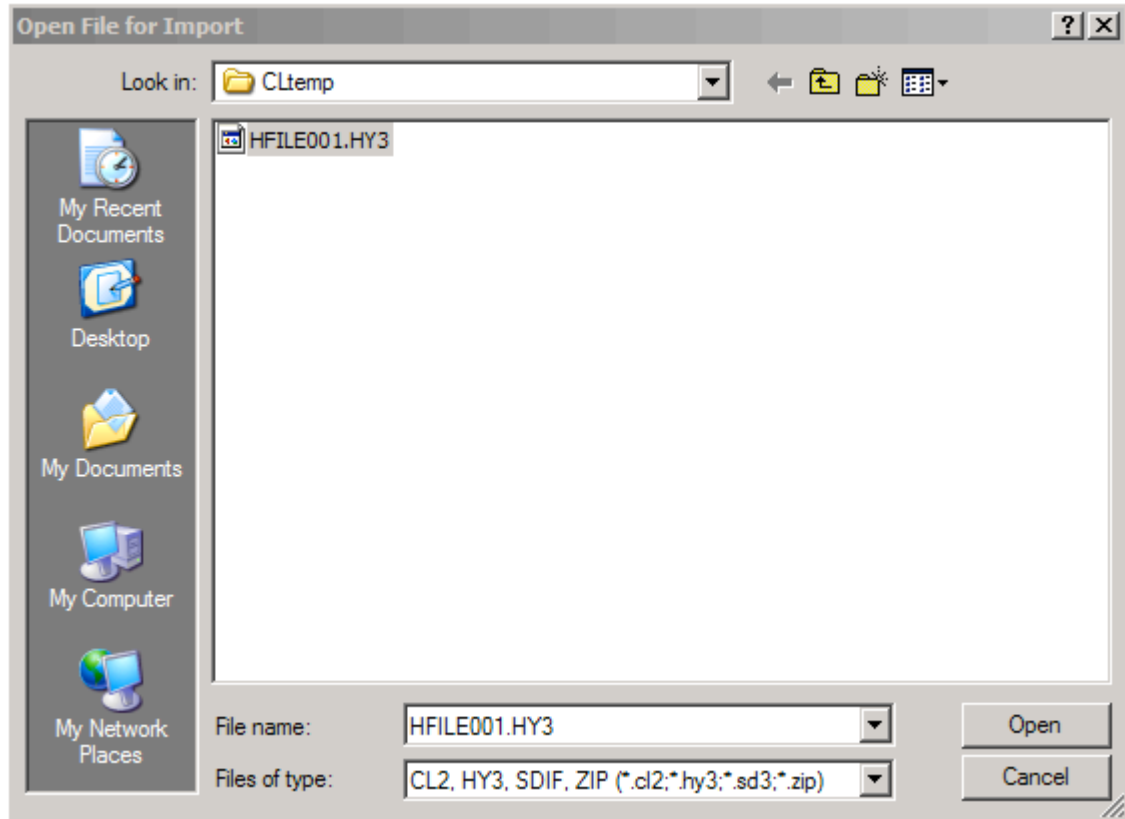 Open File for Import
Look in: CLtemp
HFILE001.HY3
My Recent
Documents
Desktop
My Documents
My Computer
My Network
Places
File name: HFILE001.HY3 Open
Files of type: CL2, HY3, SDIF, ZIP (*.cl2;*.hy3;*.sd3;*.zip) Cancel